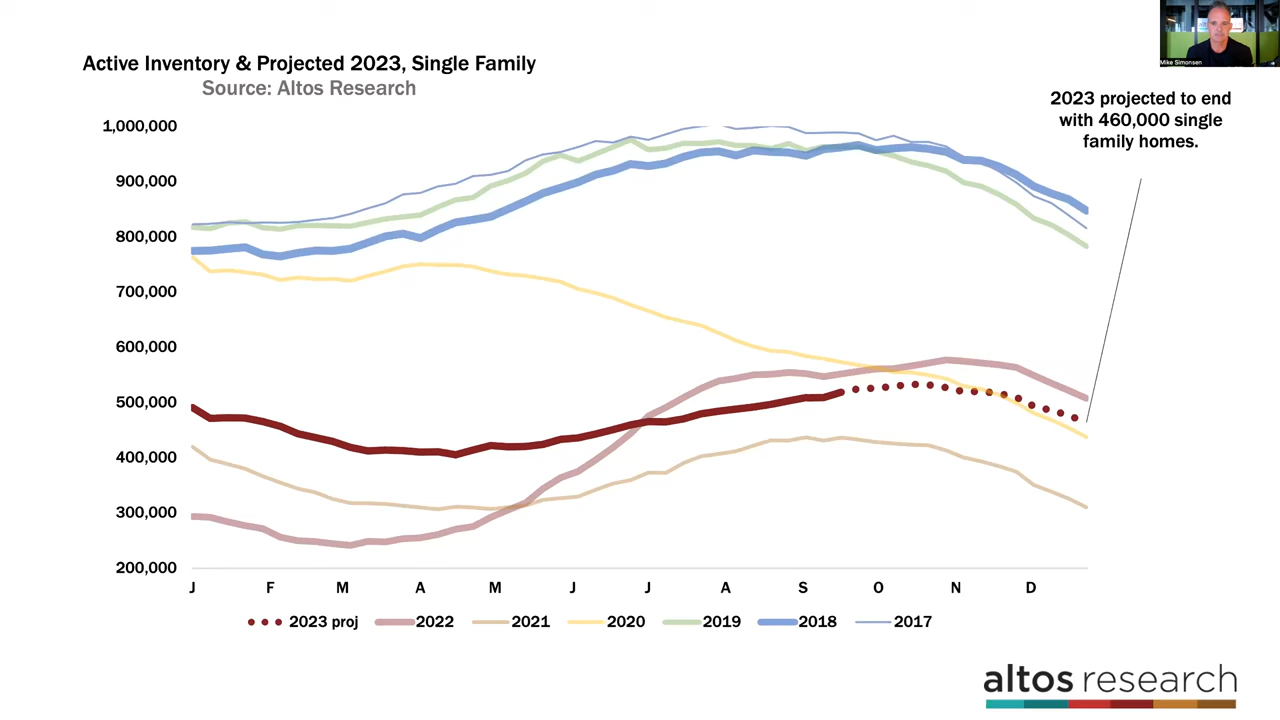 Mike Simonsen
Active Inventory & Projected 2023, Single Family
Source: Altos Research
2023 projected to end
with 460,000 single
family homes.
1,000,000
900,000
800,000
700,000
600,000
500,000
400,000
300,000
200,000
J F M A M J J A S O N D
2023 proj 2022 2021 2020 2019 2018 2017
altos research